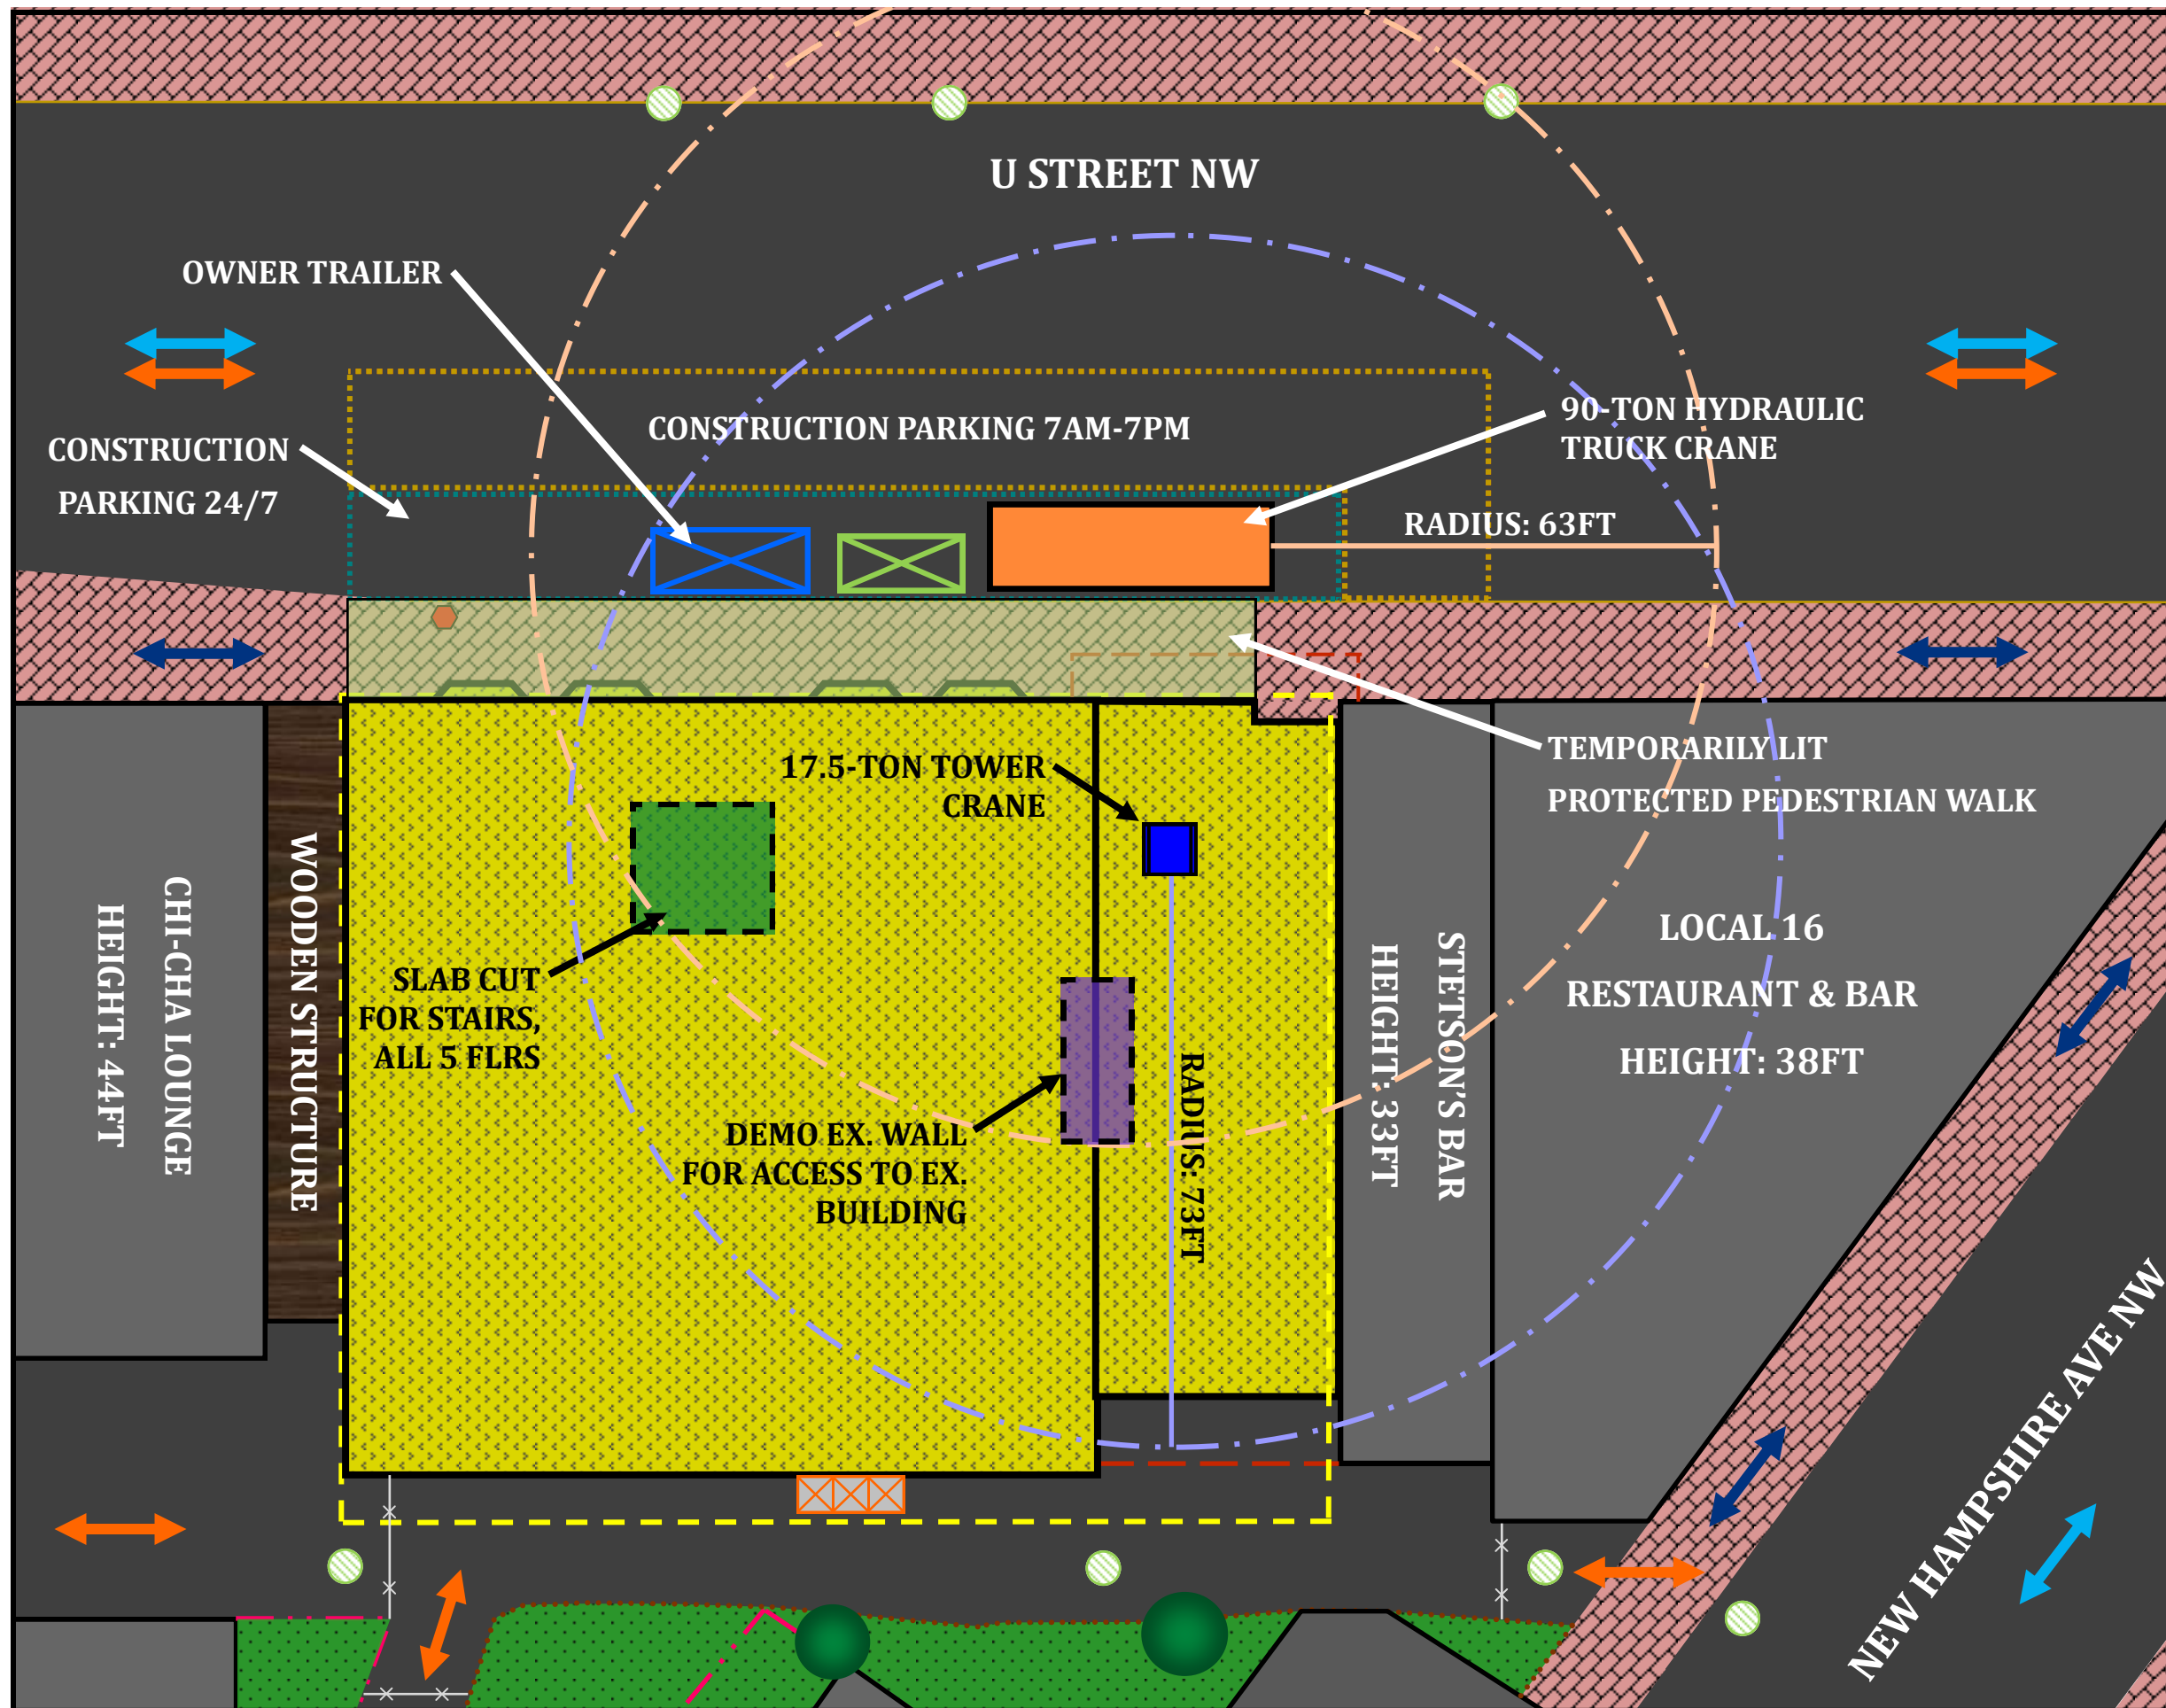 U STREET NW
OWNER TRAILER
CONSTRUCTION PARKING 7AM-7PM
90-TON HYDRAULIC
TRUCK CRANE
CONSTRUCTION
PARKING 24/7
RADIUS: 63FT
TEMPORARILY LIT
PROTECTED PEDESTRIAN WALK
17.5-TON TOWER
CRANE
CHI-CHA LOUNGE
HEIGHT: 44FT
WOODEN STRUCTURE
SLAB CUT
FOR STAIRS,
ALL 5 FLRS
DEMO EX. WALL
FOR ACCESS TO EX.
BUILDING
RADIUS: 73FT
STETSON'S BAR
HEIGHT: 33FT
LOCAL 16
RESTAURANT & BAR
HEIGHT: 38FT
NEW HAMPSHIRE AVE NW